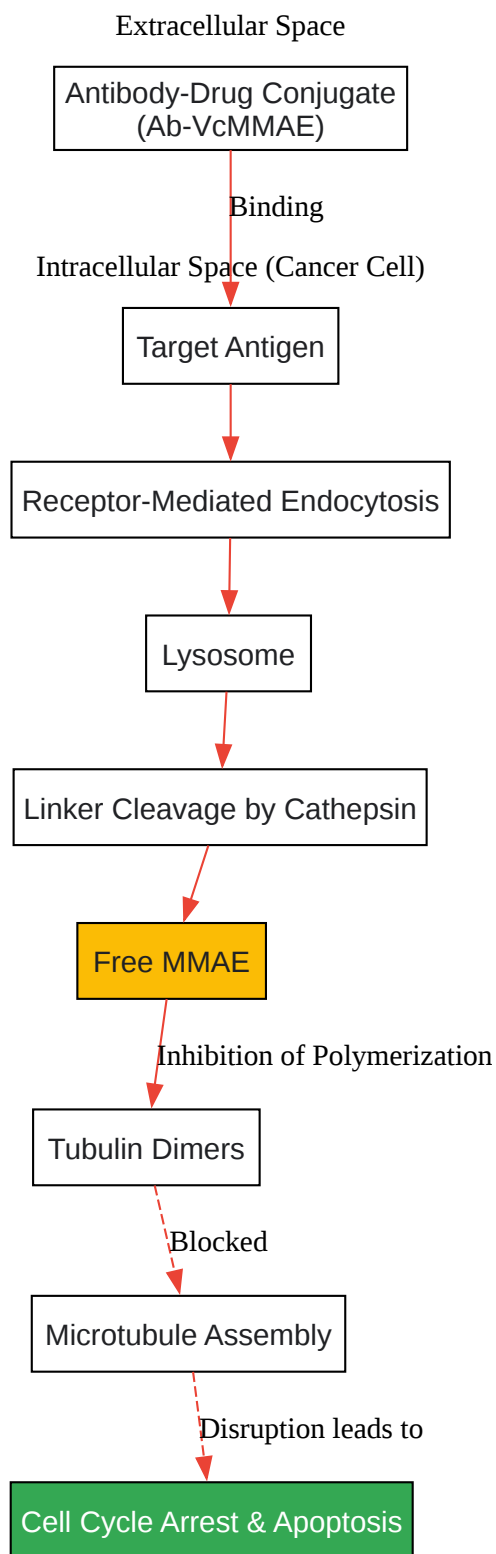 Extracellular Space
Antibody-Drug Conjugate
(Ab-VcMMAE)
Binding
Intracellular Space (Cancer Cell)
Target Antigen
Receptor-Mediated Endocytosis
Lysosome
Linker Cleavage by Cathepsin
Free MMAE
Inhibition of Polymerization
Tubulin Dimers
Blocked
Microtubule Assembly
Disruption leads to
Cell Cycle Arrest & Apoptosis